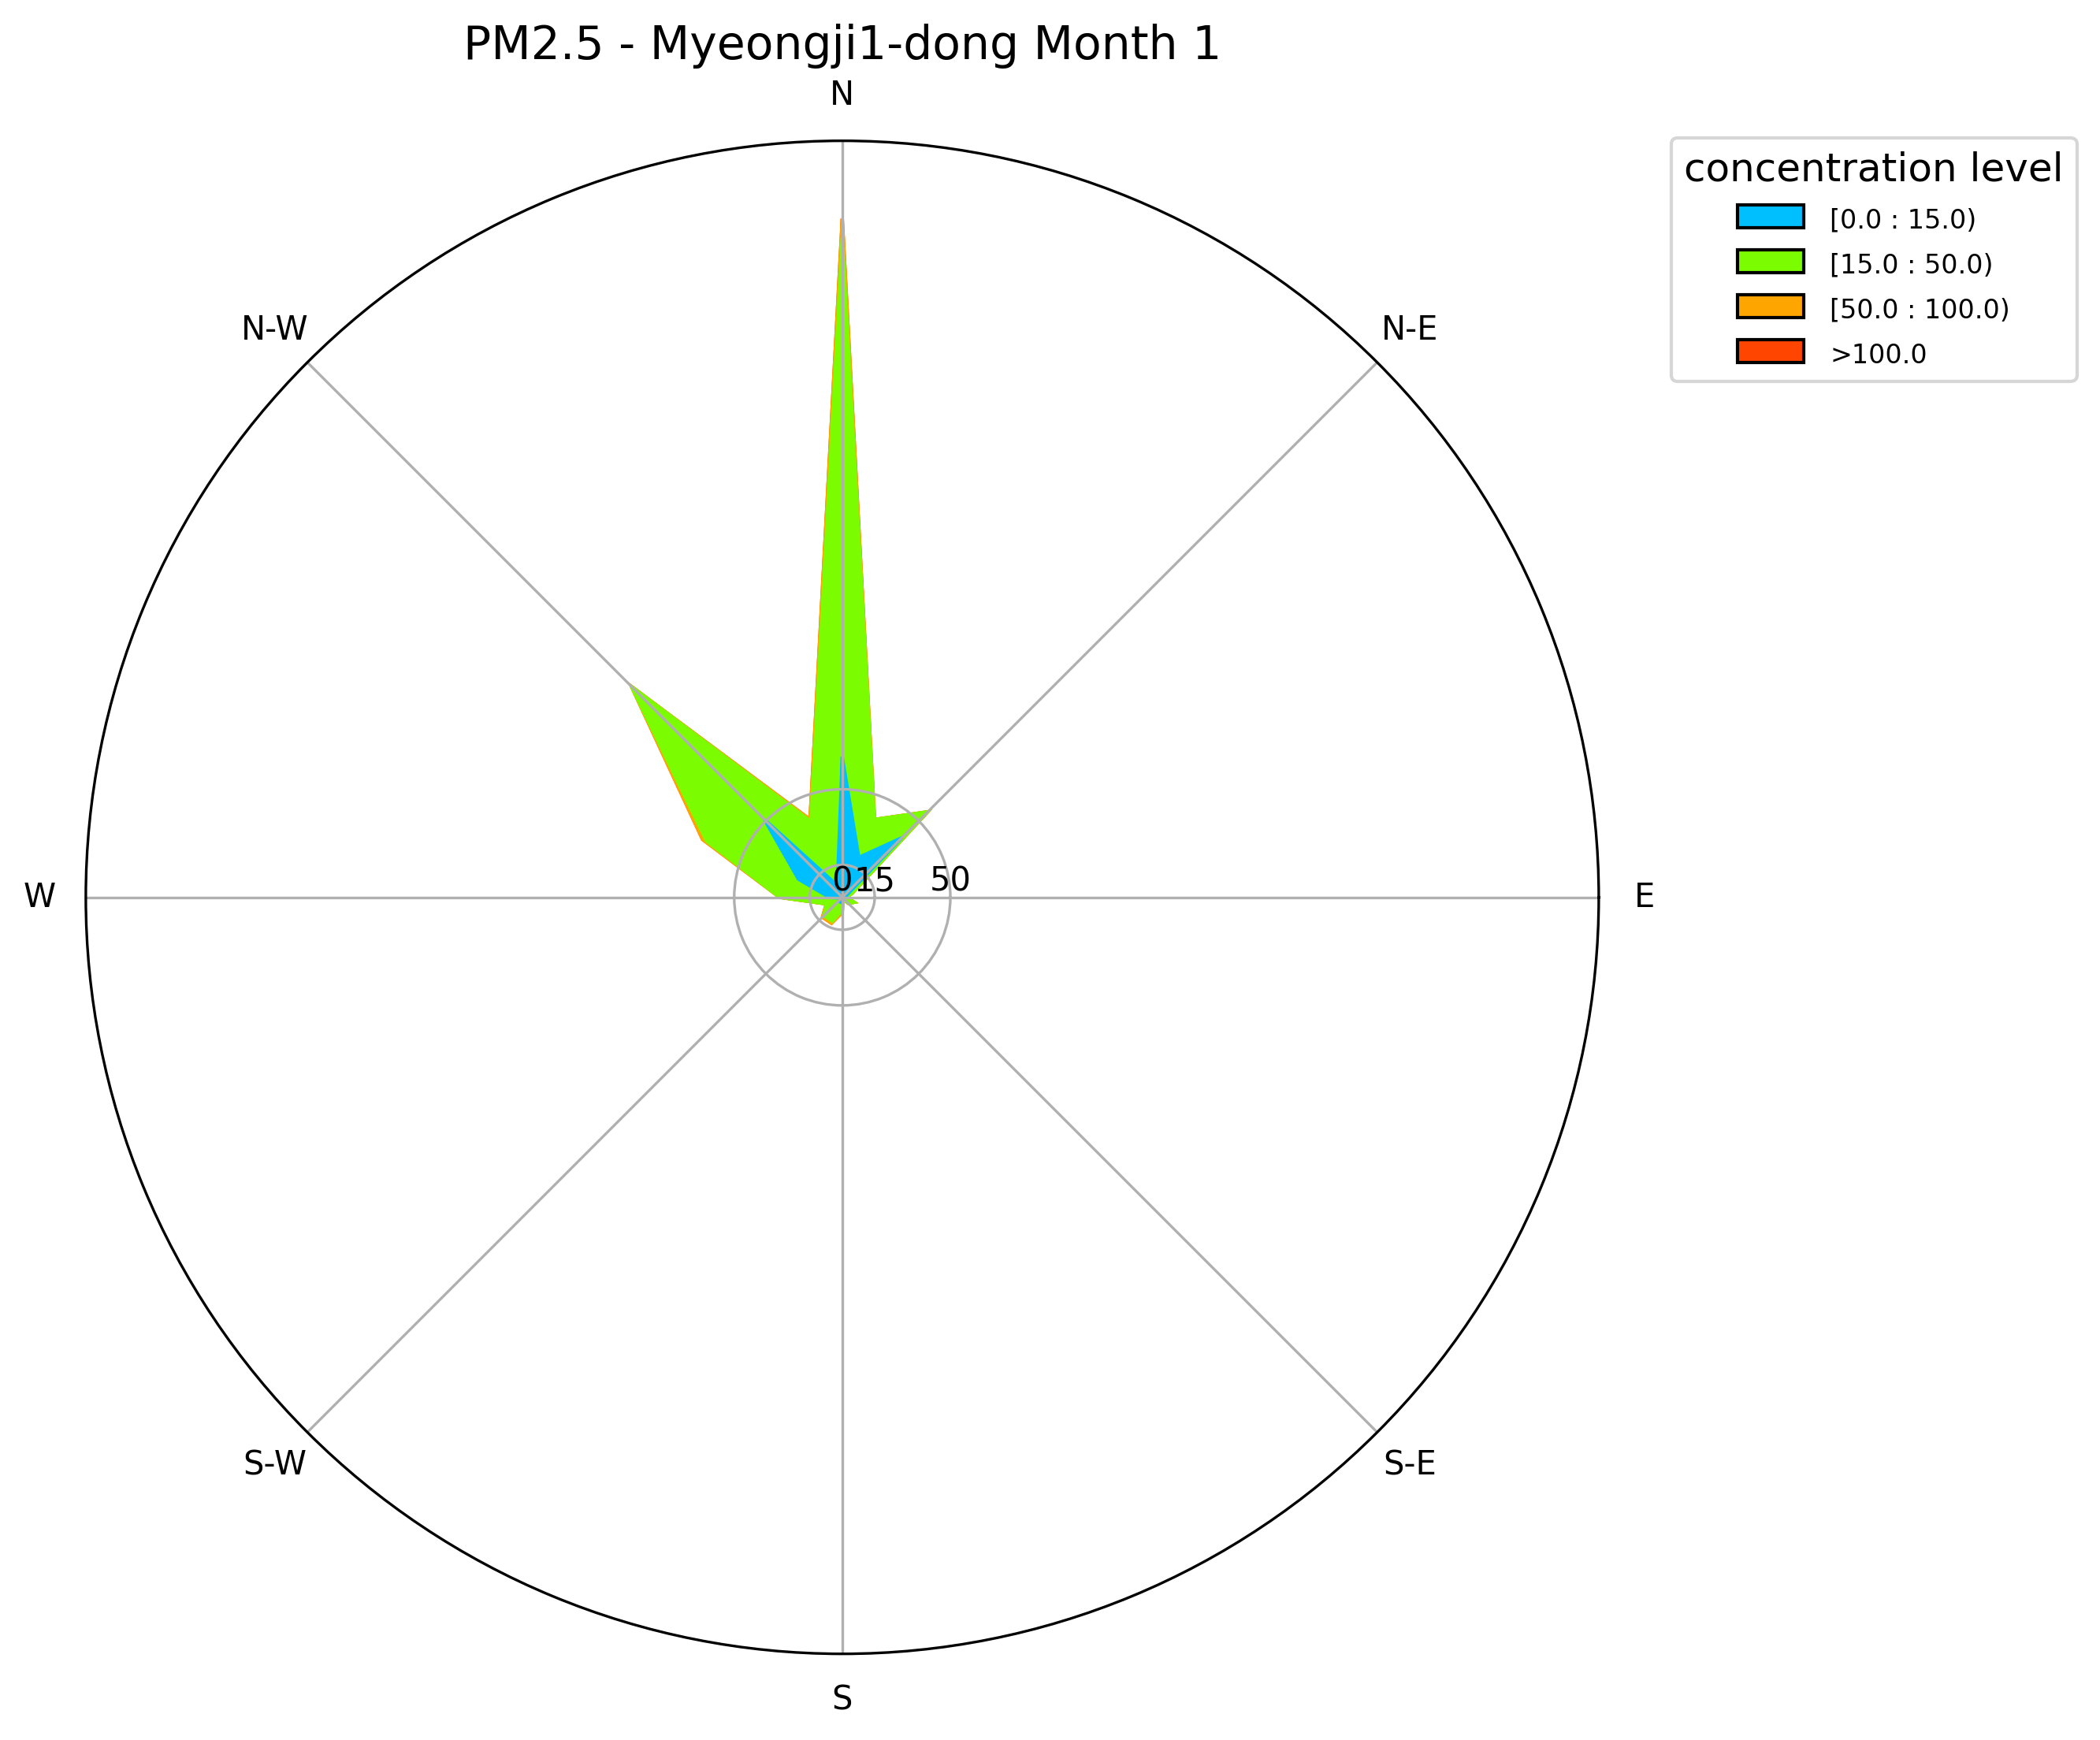 PM2.5 - Myeongji1-dong Month 1
N
concentration level
[0.0 : 15.0)
[15.0 : 50.0)
[50.0 : 100.0)
>100.0
N-W
N-E
0 15 50
W
E
S-W
S-E
S